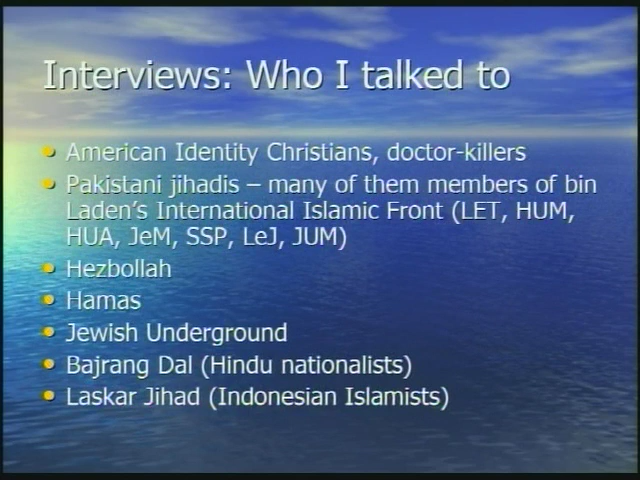 Interviews: Who I talked to
• American Identity Christians, doctor-killers
• Pakistani jihadis – many of them members of bin
Laden's International Islamic Front (LET, HUM,
HUA, JeM, SSP, LeJ, JUM)
• Hezbollah
• Hamas
• Jewish Underground
• Bajrang Dal (Hindu nationalists)
• Laskar Jihad (Indonesian Islamists)